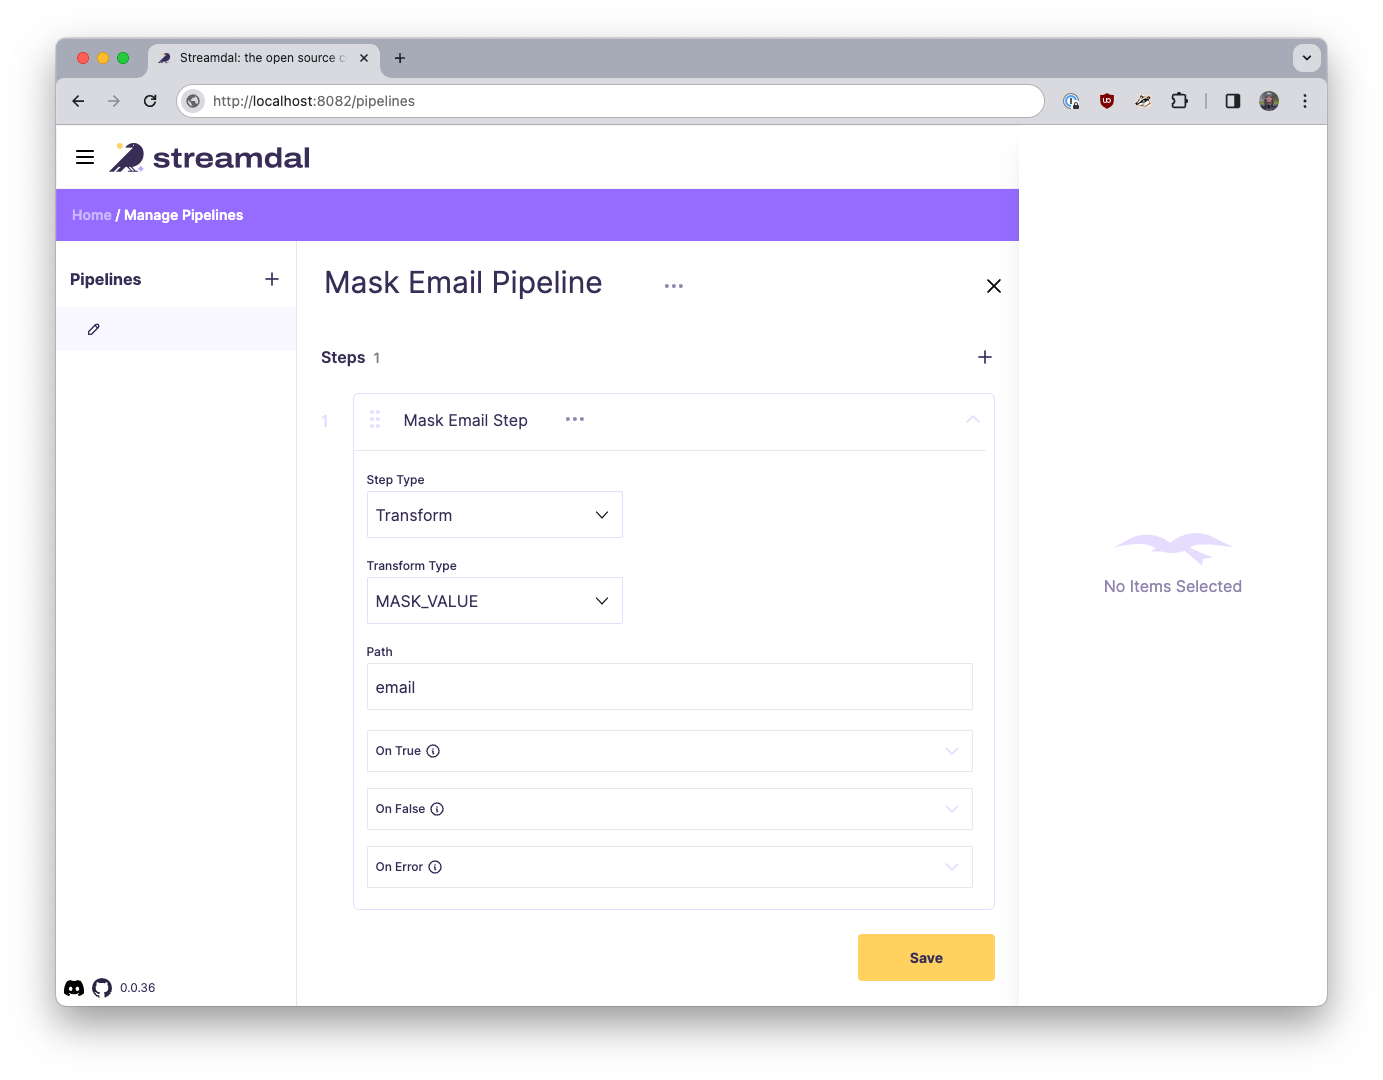 Streamdal: the open source
http://localhost:8082/pipelines
streamdal
Home / Manage Pipelines
Pipelines
Mask Email Pipeline
Steps 1
1
Mask Email Step
Step Type
Transform
Transform Type
MASK_VALUE
Path
email
On True
On False
On Error
Save
No Items Selected
0.0.36